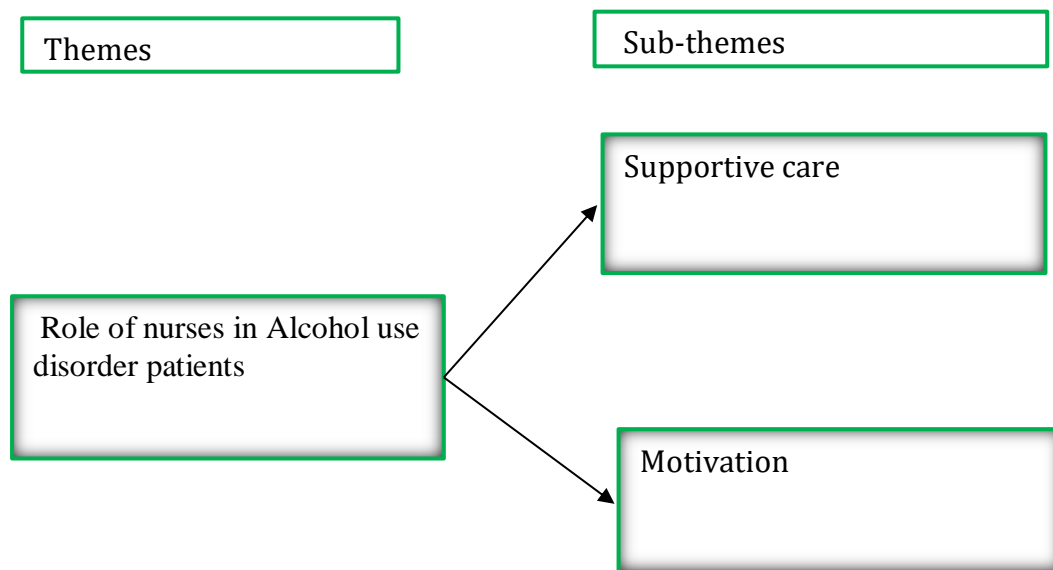 Themes
Sub-themes
Supportive care
Role of nurses in Alcohol use
disorder patients
Motivation